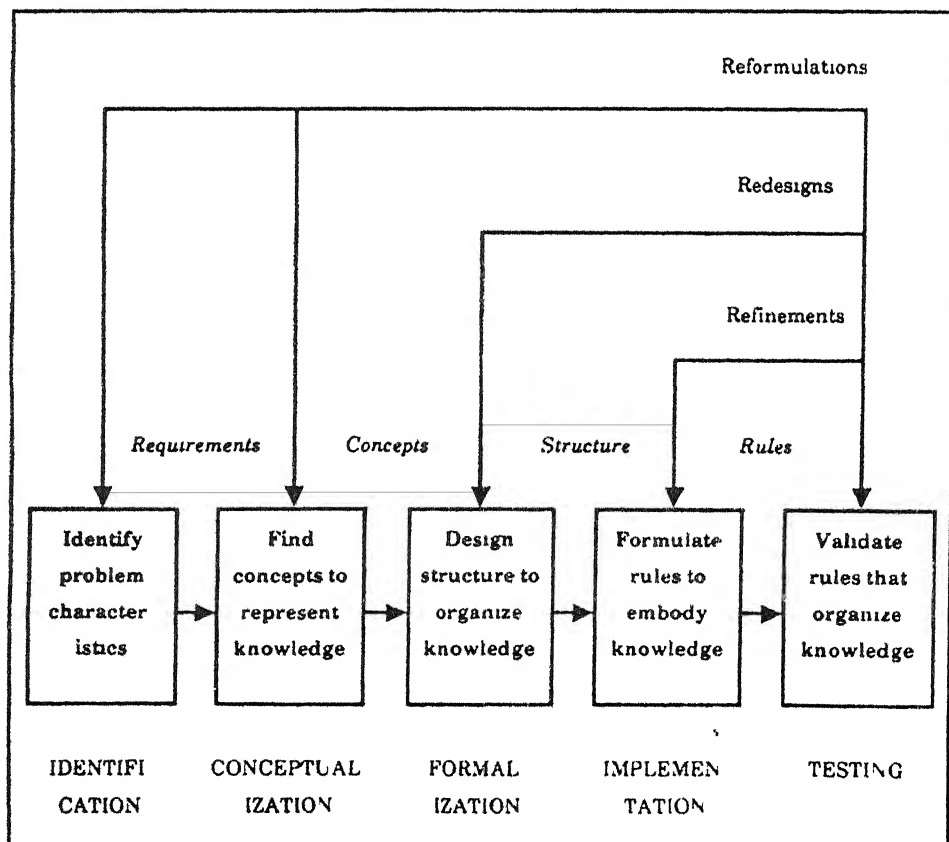 Reformulations
Redesigns
Refinements
Requirements
Concepts
Structure
Rules
Identify
problem
character
istics
Find
concepts to
represent
knowledge
Design
structure to
organize
knowledge
Formulate
rules to
embody
knowledge
Validate
rules that
organize
knowledge
IDENTIFI
CATION
CONCEPTUAL
IZATION
FORMAL
IZATION
IMPLEMEN
TATION
TESTING